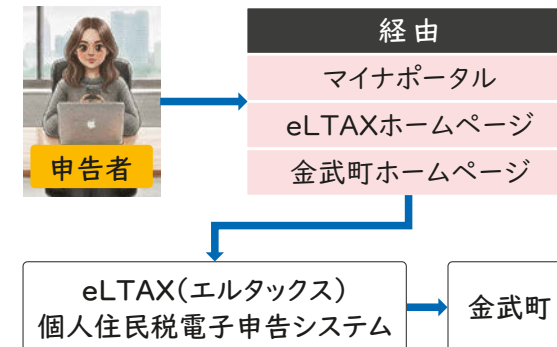 経由
マイナポータル
eLTAXホームページ
金武町ホームページ
申告者
eLTAX（エルタックス）
個人住民税電子申告システム
金武町